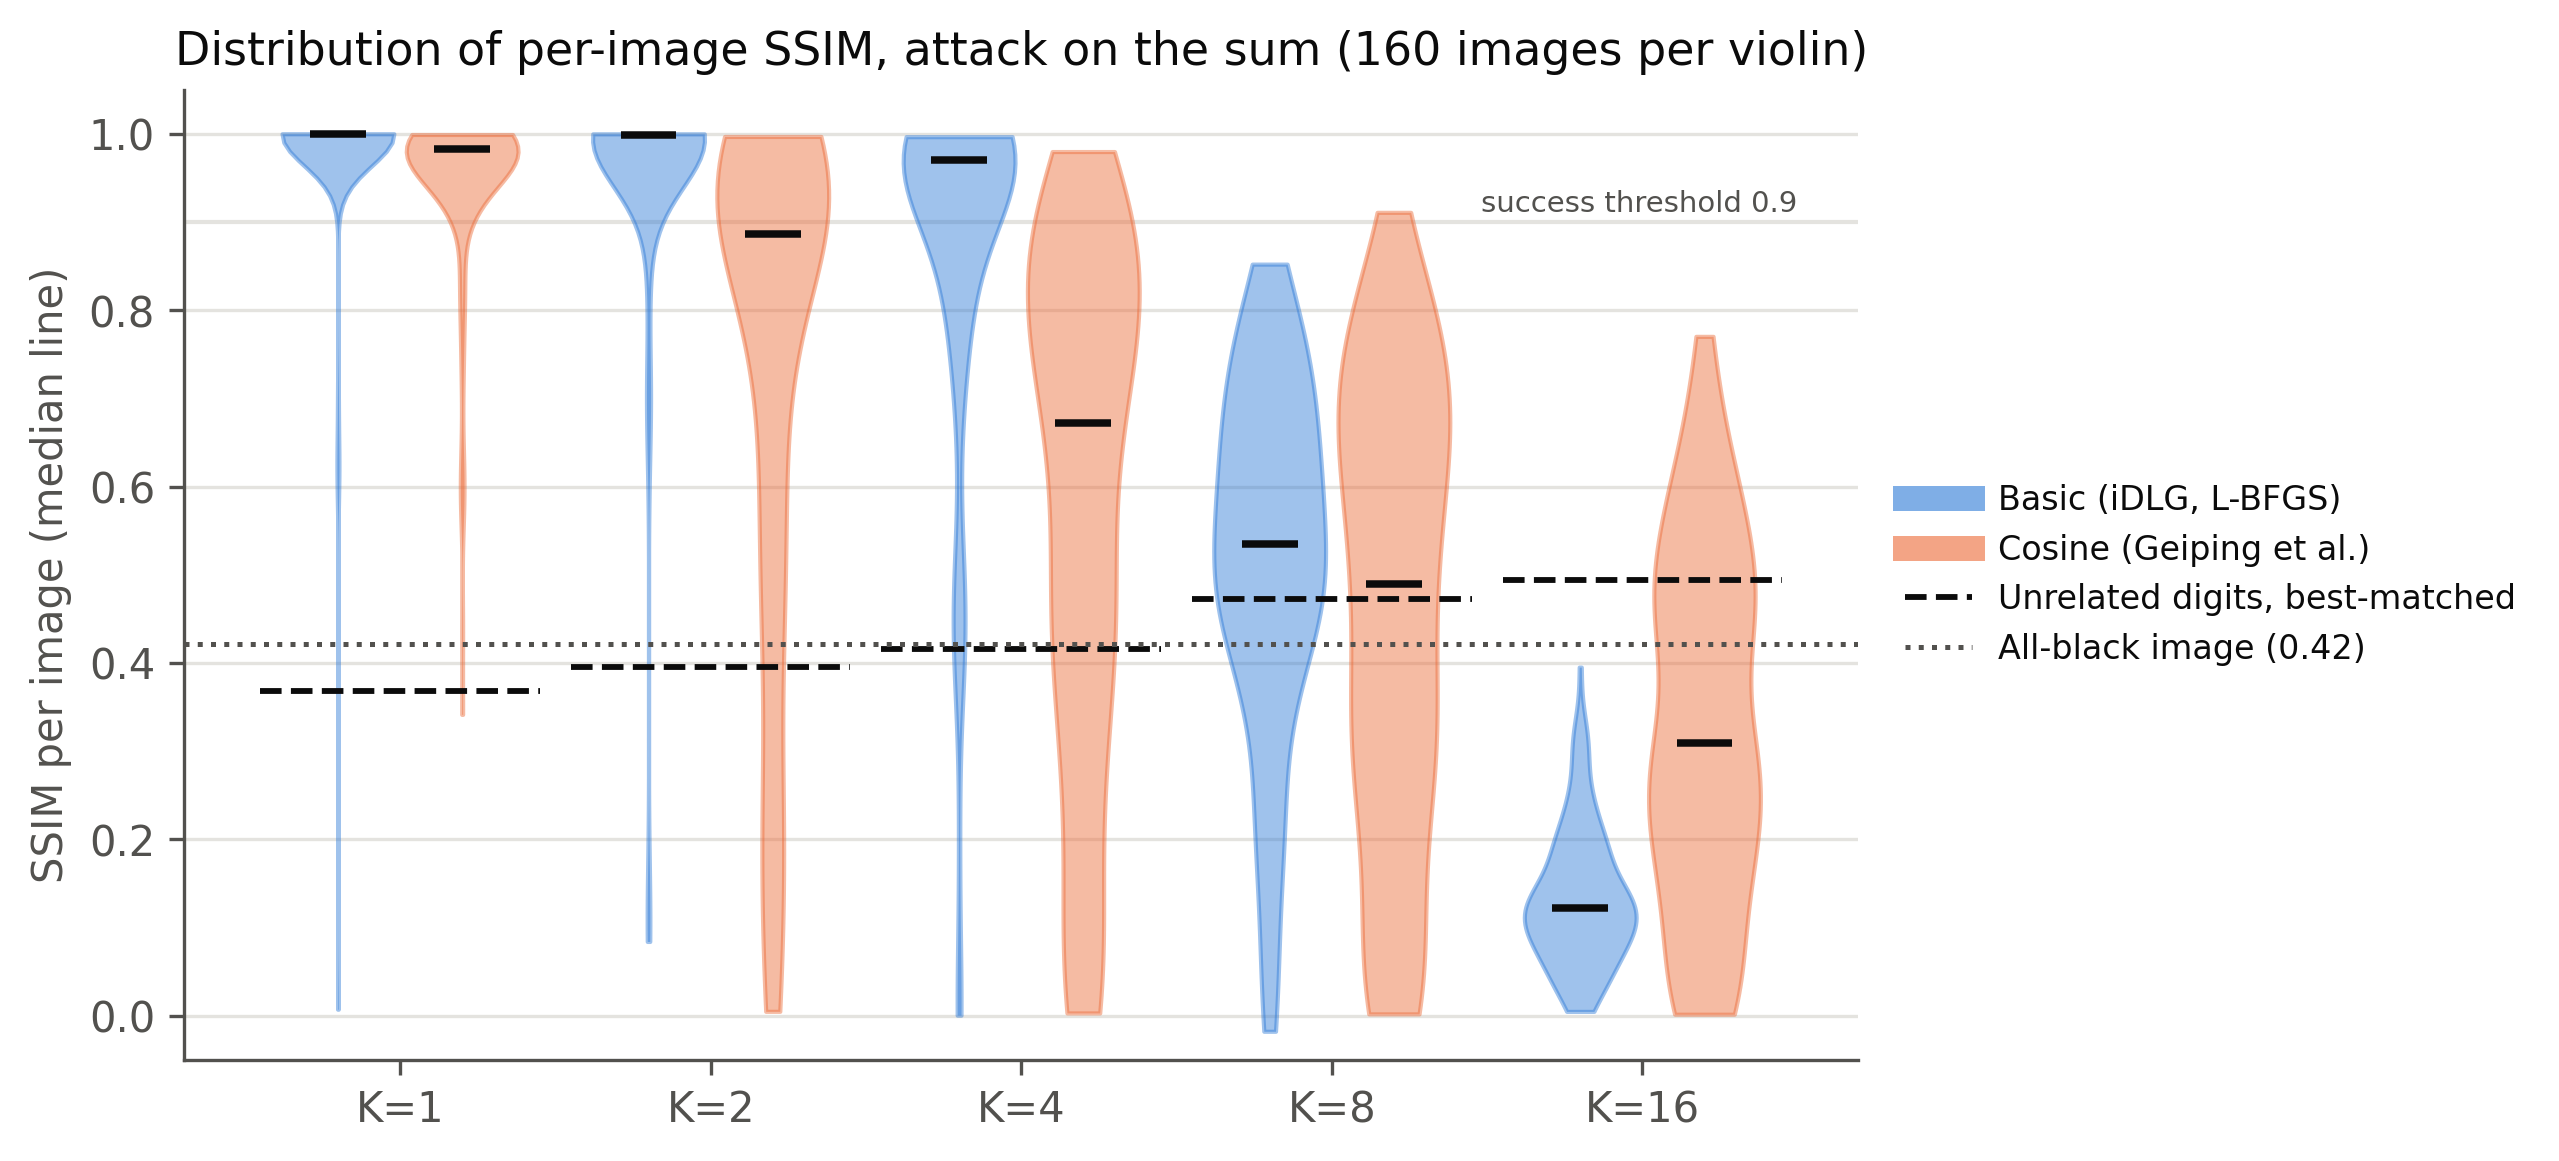 Distribution of per-image SSIM, attack on the sum (160 images per violin)
SSIM per image (median line)
1.0
0.8
0.6
0.4
0.2
0.0
success threshold 0.9
K=1
K=2
K=4
K=8
K=16
Basic (iDLG, L-BFGS)
Cosine (Geiping et al.)
Unrelated digits, best-matched
All-black image (0.42)